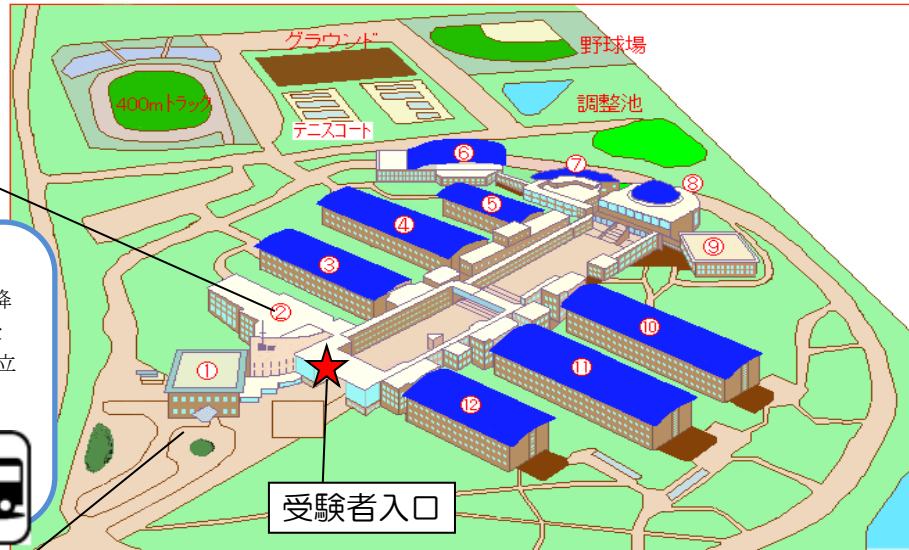 グラウンド
野球場
400mトラック
調整池
テニスコート
⑥
⑦
⑧
⑤
④
⑨
③
降
②
⑩
立
①
⑪
⑫
受験者入口